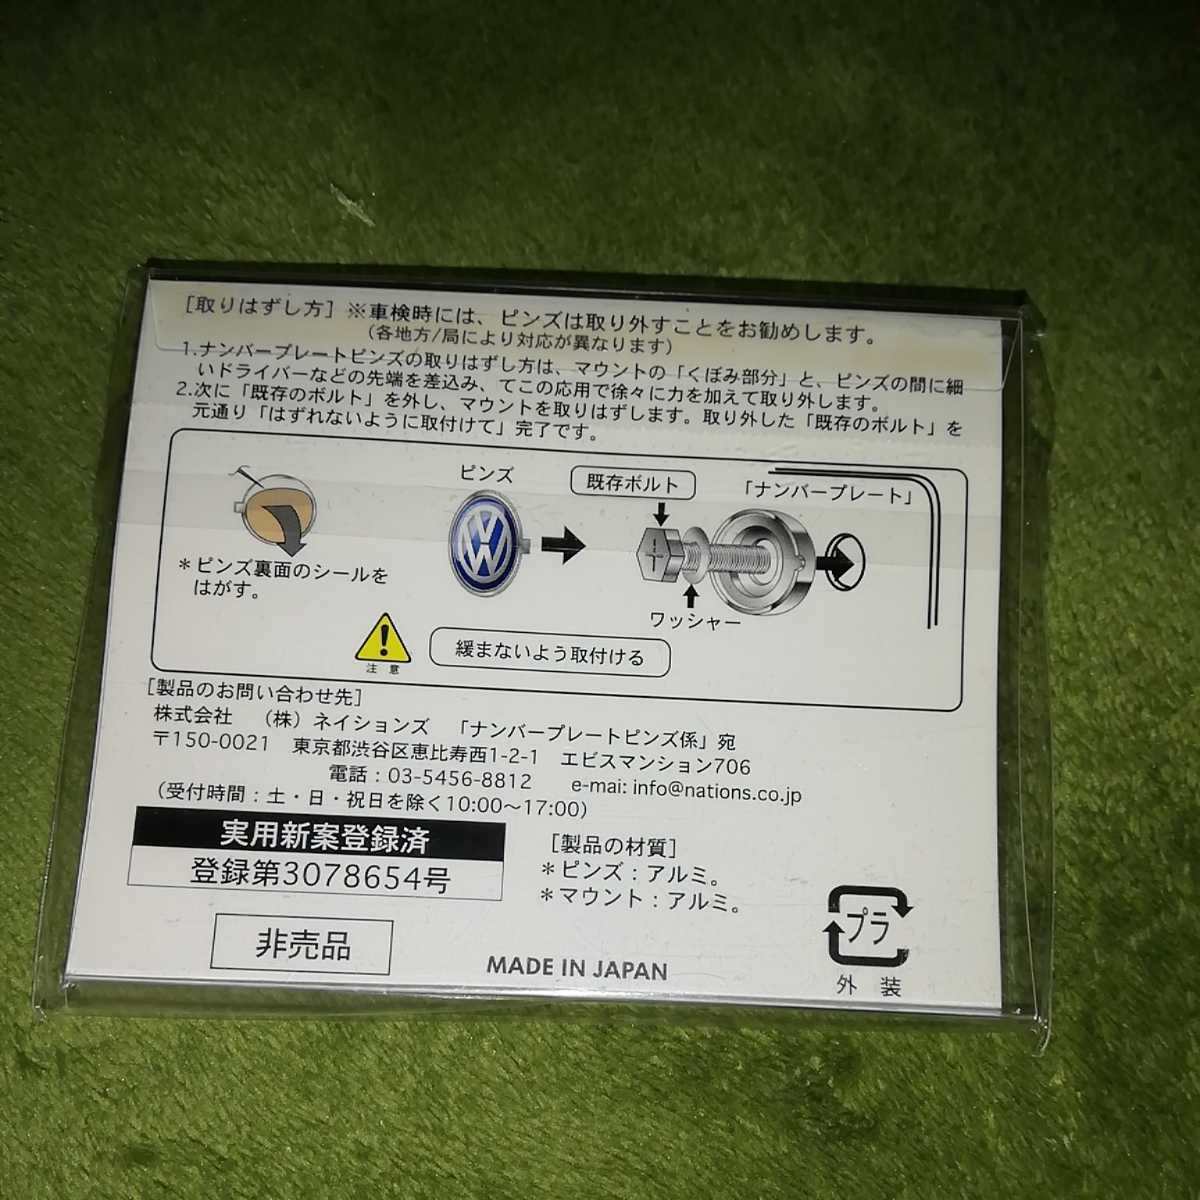 ［取りはずし方］※車検時には、ピンズは取り外すことをお勧めします。
（各地方/局により対応が異なります）
1.ナンバープレートピンズの取りはずし方は、マウントの「くぼみ部分」と、ピンズの間に細
いドライバーなどの先端を差込み、てこの応用で徐々に力を加えて取り外します。
2.次に「既存のボルト」を外し、マウントを取りはずします。取り外した「既存のボルト」を
元通り「はずれないように取付けて」完了です。
ピンズ
既存ボルト
「ナンバープレート」
＊ピンズ裏面のシールを
はがす。
ワッシャー
注 意
緩まないよう取付ける
［製品のお問い合わせ先］
株式会社 （株）ネイションズ 「ナンバープレートピンズ係」宛
〒150-0021 東京都渋谷区恵比寿西1-2-1 エビスマンション706
電話：03-5456-8812 e-mai: info@nations.co.jp
（受付時間：土・日・祝日を除く10:00〜17:00）
実用新案登録済
登録第3078654号
［製品の材質］
＊ピンズ：アルミ。
＊マウント：アルミ。
非売品
MADE IN JAPAN
プラ
外 装